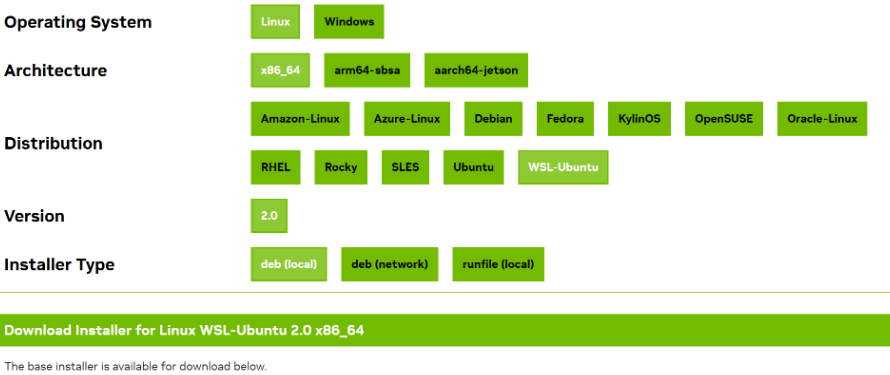 Operating System Linux Windows
Architecture x86_64 arm64-sbsa aarch64-jetson
Amazon-Linux Azure-Linux Debian Fedora KylinOS OpenSUSE Oracle-Linux
Distribution
RHEL Rocky SLES Ubuntu WSL-Ubuntu
Version 2.0
Installer Type deb (local) deb (network) runfile (local)
Download Installer for Linux WSL-Ubuntu 2.0 x86_64
The base installer is available for download below.